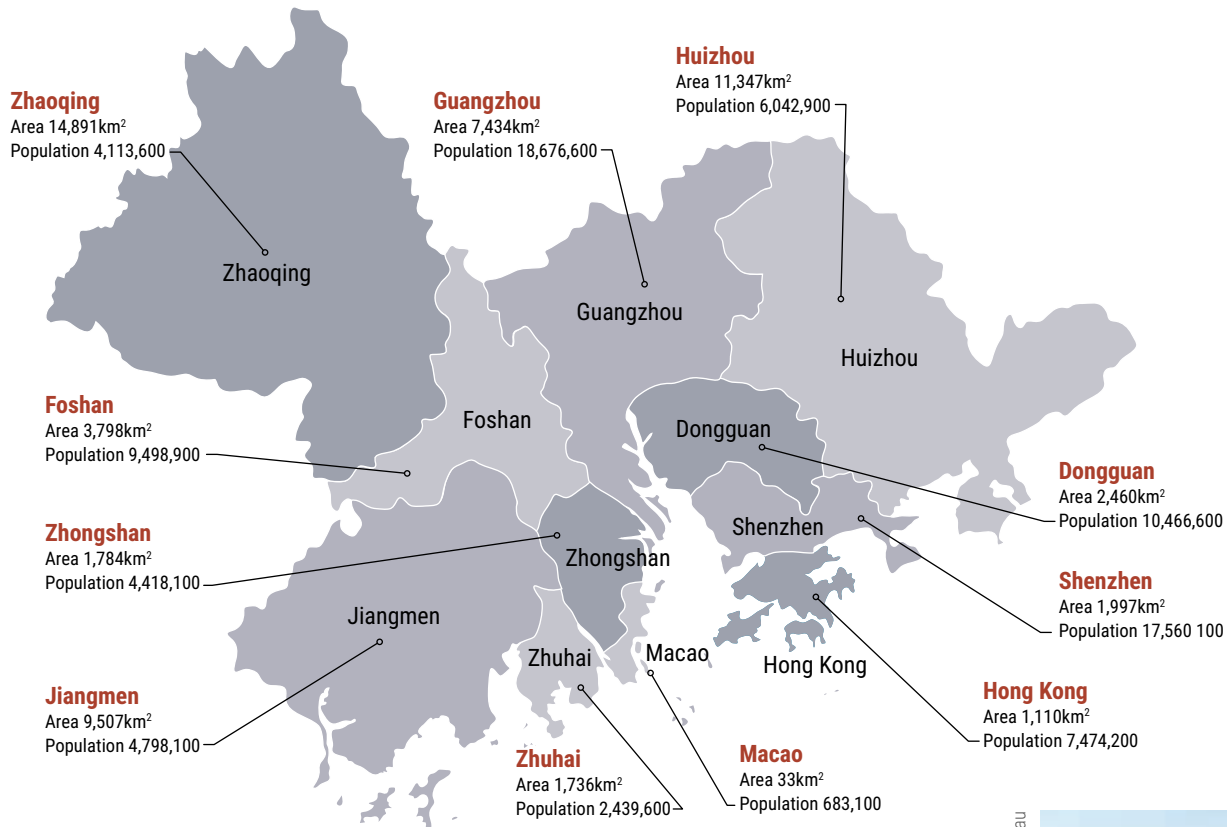 Huizhou
Area 11,347km²
Population 6,042,900
Zhaoqing
Area 14,891km²
Population 4,113,600
Guangzhou
Area 7,434km²
Population 18,676,600
Zhaoqing
Guangzhou
Huizhou
Foshan
Area 3,798km²
Population 9,498,900
Foshan
Dongguan
Dongguan
Area 2,460km²
Population 10,466,600
Zhongshan
Area 1,784km²
Population 4,418,100
Shenzhen
Zhongshan
Shenzhen
Area 1,997km²
Population 17,560 100
Jiangmen
Zhuhai
Macao
Hong Kong
Jiangmen
Area 9,507km²
Population 4,798,100
Hong Kong
Area 1,110km²
Population 7,474,200
Zhuhai
Area 1,736km²
Population 2,439,600
Macao
Area 33km²
Population 683,100